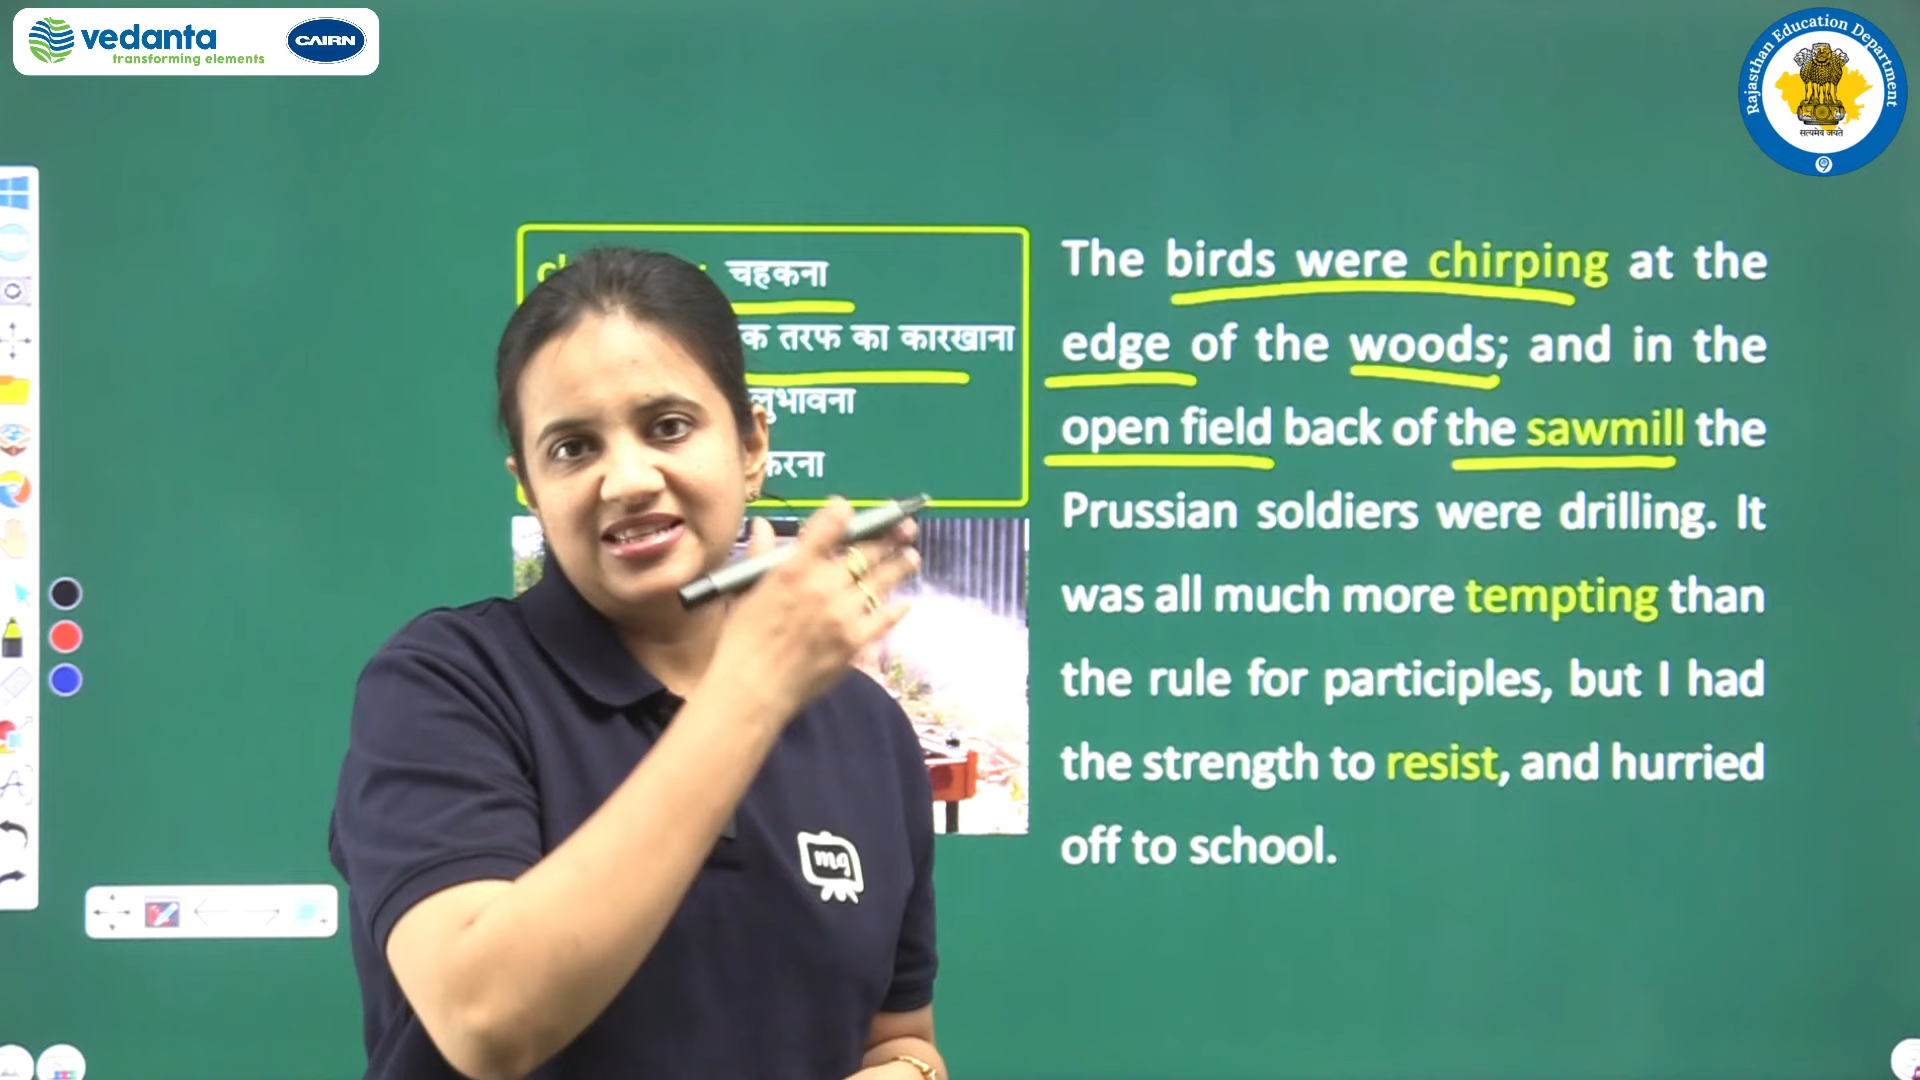 vedanta
transforming elements
CAIRN
Rajasthan Education Department
सत्यमेव जयते
चहकना
तरफ का कारखाना
लुभावना
करना
The birds were chirping at the
edge of the woods; and in the
open field back of the sawmill the
Prussian soldiers were drilling. It
was all much more tempting than
the rule for participles, but I had
the strength to resist, and hurried
off to school.
mg